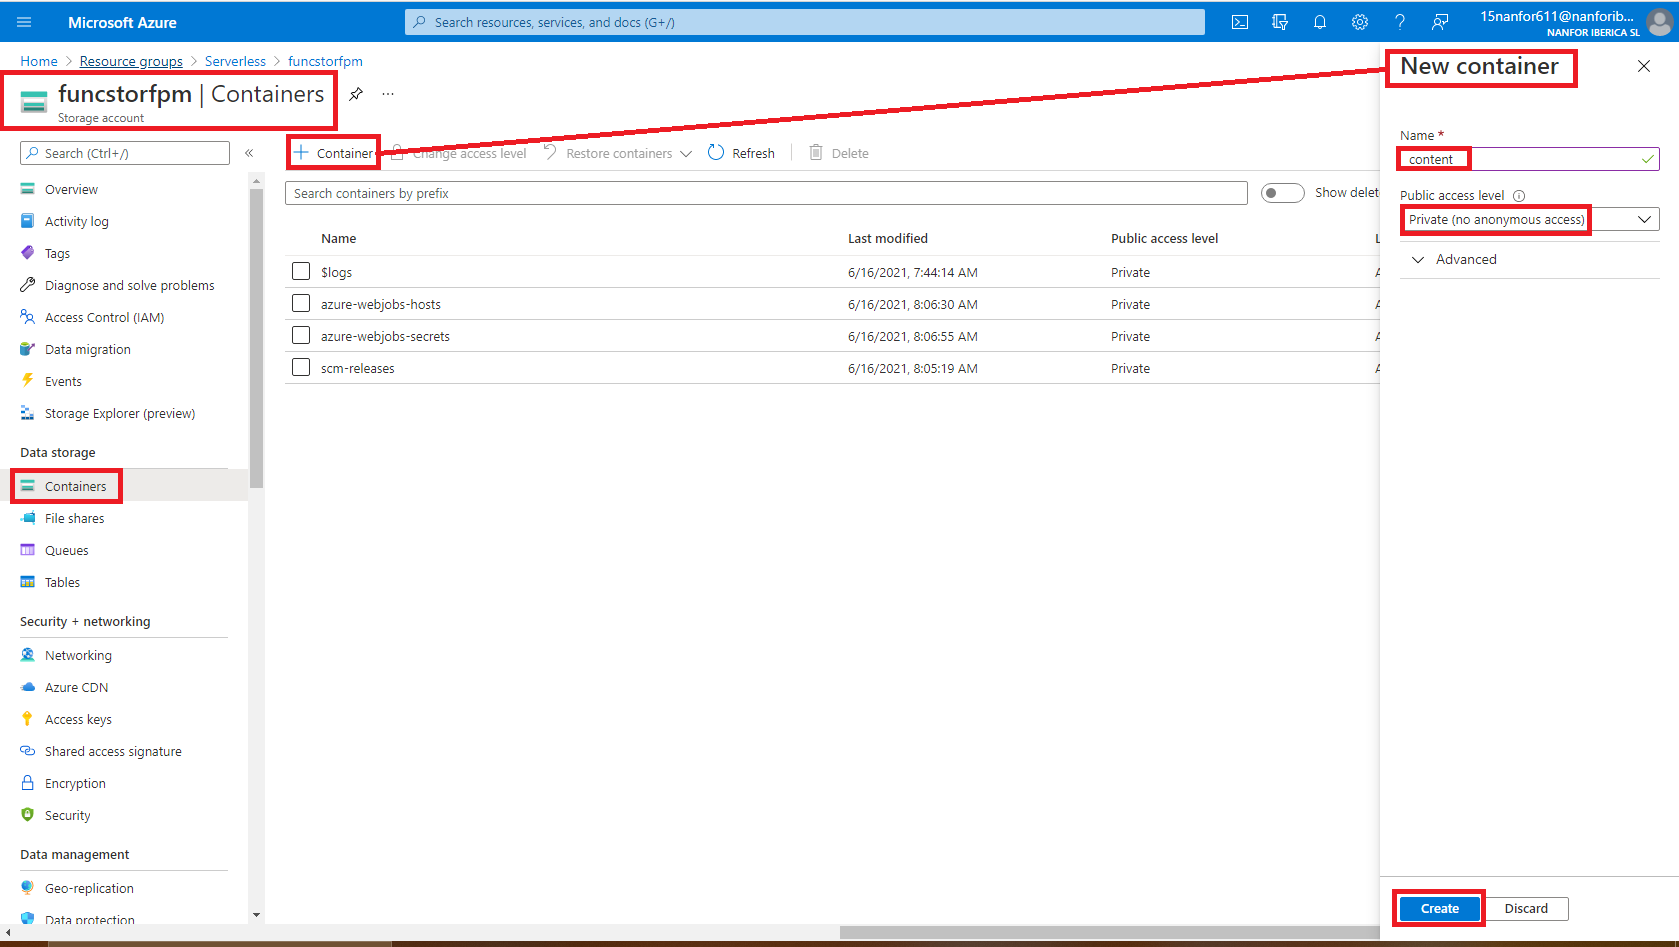 Microsoft Azure
Search resources, services, and docs (G+/)
15nanfor611@nanforib...
NANFOR IBERICA SL
Home > Resource groups > Serverless > funcstorfpm
funcstorfpm | Containers
...
Storage account
Search (Ctrl+/)
«
Overview
Activity log
Tags
Diagnose and solve problems
Access Control (IAM)
Data migration
Events
Storage Explorer (preview)
Data storage
Containers
File shares
Queues
Tables
Security + networking
Networking
Azure CDN
Access keys
Shared access signature
Encryption
Security
Data management
Geo-replication
Data protection
+ Container Change access level Restore containers Refresh Delete
Search containers by prefix
Show delet
Name Last modified Public access level L
$logs 6/16/2021, 7:44:14 AM Private A
azure-webjobs-hosts 6/16/2021, 8:06:30 AM Private A
azure-webjobs-secrets 6/16/2021, 8:06:55 AM Private A
scm-releases 6/16/2021, 8:05:19 AM Private A
New container
Name *
content
Public access level
Private (no anonymous access)
Advanced
Create Discard